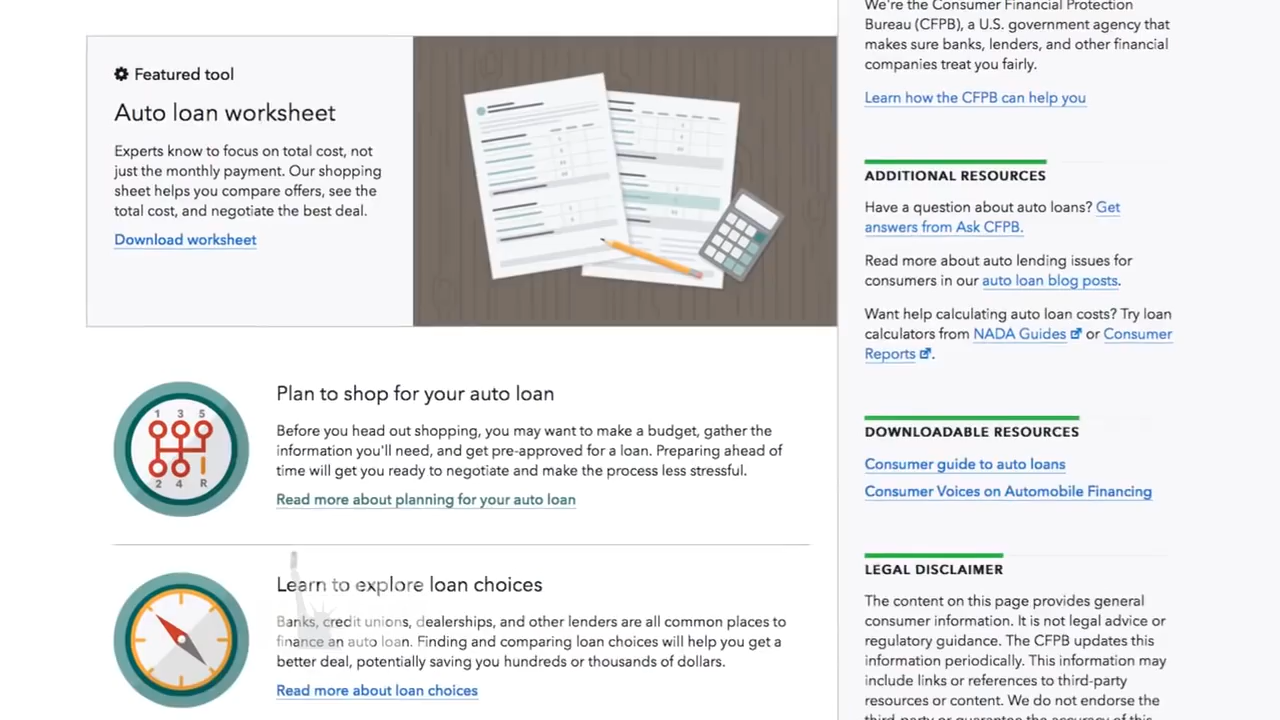 Featured tool
Auto loan worksheet
Experts know to focus on total cost, not
just the monthly payment. Our shopping
sheet helps you compare offers, see the
total cost, and negotiate the best deal.
Download worksheet
Plan to shop for your auto loan
Before you head out shopping, you may want to make a budget, gather the
information you'll need, and get pre-approved for a loan. Preparing ahead of
time will get you ready to negotiate and make the process less stressful.
Read more about planning for your auto loan
1 3 5
2 4 R
Learn to explore loan choices
Banks, credit unions, dealerships, and other lenders are all common places to
finance an auto loan. Finding and comparing loan choices will help you get a
better deal, potentially saving you hundreds or thousands of dollars.
Read more about loan choices
We're the Consumer Financial Protection
Bureau (CFPB), a U.S. government agency that
makes sure banks, lenders, and other financial
companies treat you fairly.
Learn how the CFPB can help you
ADDITIONAL RESOURCES
Have a question about auto loans? Get
answers from Ask CFPB.
Read more about auto lending issues for
consumers in our auto loan blog posts.
Want help calculating auto loan costs? Try loan
calculators from NADA Guides or Consumer
Reports.
DOWNLOADABLE RESOURCES
Consumer guide to auto loans
Consumer Voices on Automobile Financing
LEGAL DISCLAIMER
The content on this page provides general
consumer information. It is not legal advice or
regulatory guidance. The CFPB updates this
information periodically. This information may
include links or references to third-party
resources or content. We do not endorse the
third-party or guarantee the accuracy of this